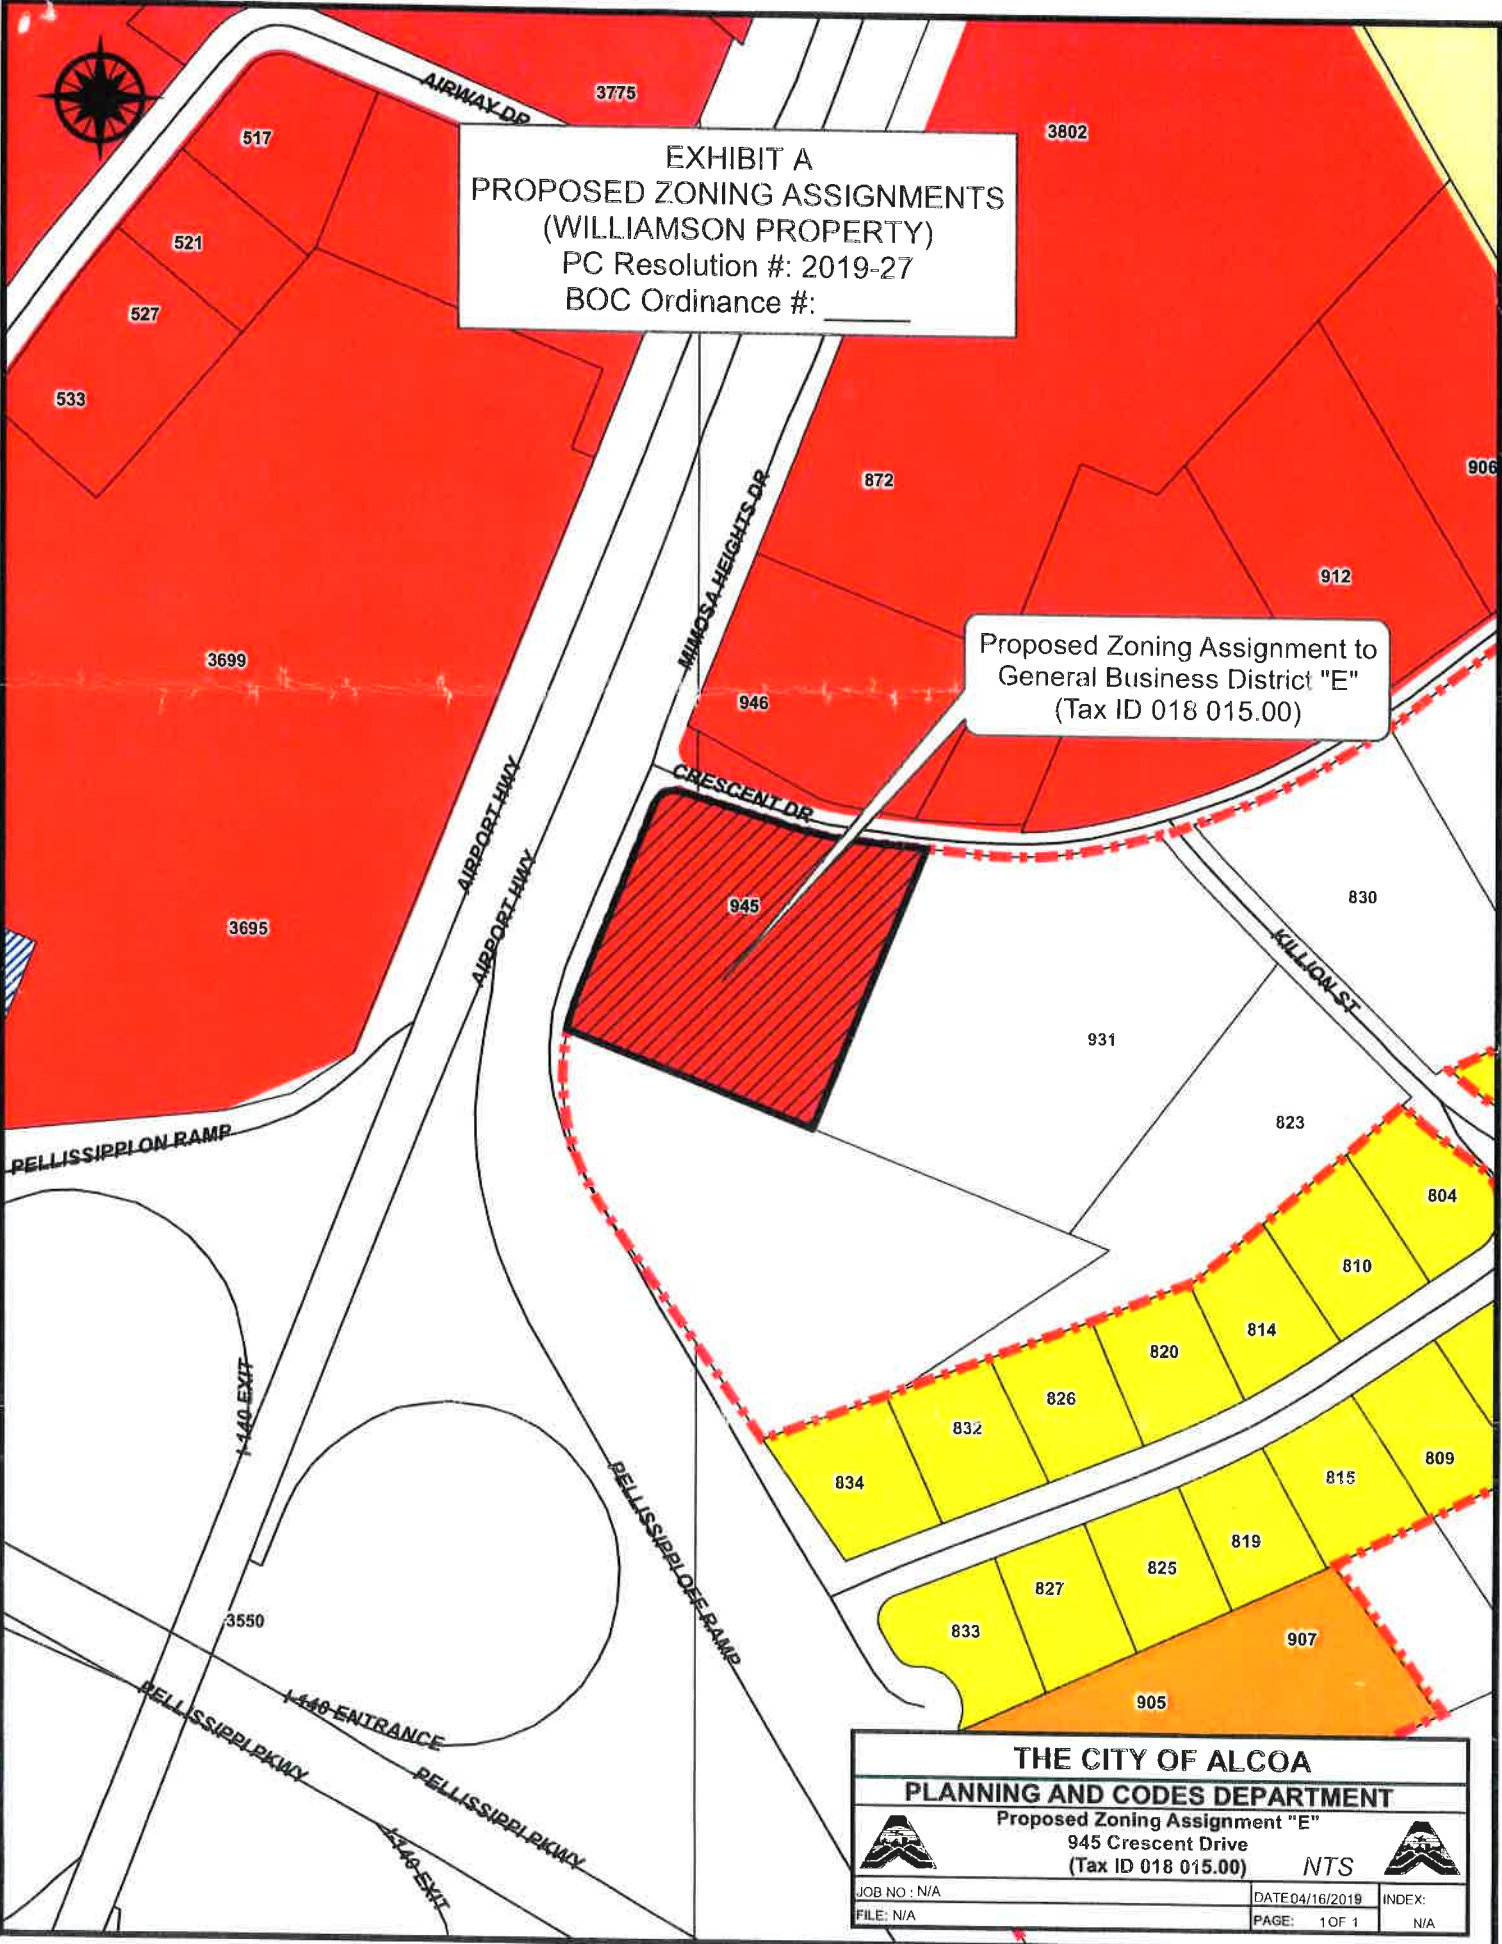 AIRWAY DR
3775
3802
517
EXHIBIT A
PROPOSED ZONING ASSIGNMENTS
(WILLIAMSON PROPERTY)
PC Resolution #: 2019-27
BOC Ordinance #: ______
521
527
533
872
906
MIMOSA HEIGHTS DR
912
Proposed Zoning Assignment to
General Business District "E"
(Tax ID 018 015.00)
3699
946
CRESCENT DR
AIRPORT HWY
AIRPORT HWY
945
830
3695
KILLION ST
931
823
PELLISSIPPI ON RAMP
804
810
814
820
826
832
834
I-140 EXIT
809
815
819
825
827
833
PELLISSIPPI OFF RAMP
3550
907
905
I-140 ENTRANCE
PELLISSIPPI PKWY
PELLISSIPPI PKWY
I-140 EXIT
THE CITY OF ALCOA
PLANNING AND CODES DEPARTMENT
Proposed Zoning Assignment "E"
945 Crescent Drive
(Tax ID 018 015.00)
NTS
JOB NO : N/A
DATE 04/16/2019
INDEX:
FILE: N/A
PAGE: 1 OF 1
N/A